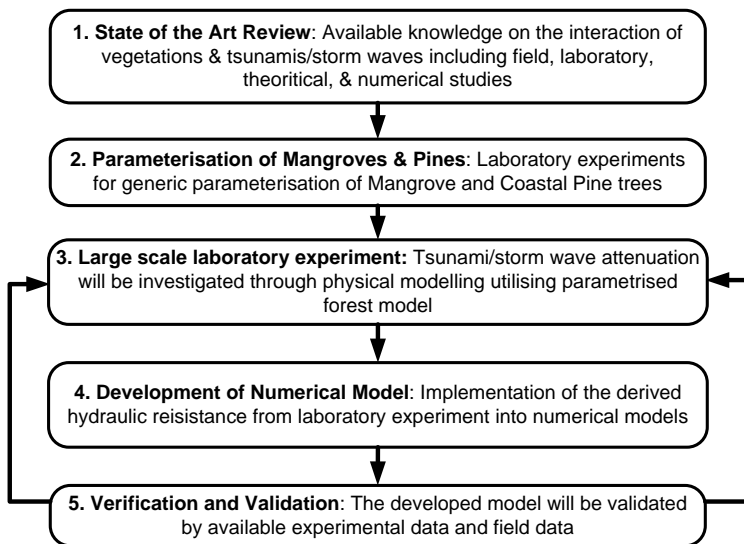 1. State of the Art Review: Available knowledge on the interaction of
vegetations & tsunamis/storm waves including field, laboratory,
theoritical, & numerical studies
2. Parameterisation of Mangroves & Pines: Laboratory experiments
for generic parameterisation of Mangrove and Coastal Pine trees
3. Large scale laboratory experiment: Tsunami/storm wave attenuation
will be investigated through physical modelling utilising parametrised
forest model
4. Development of Numerical Model: Implementation of the derived
hydraulic reisistance from laboratory experiment into numerical models
5. Verification and Validation: The developed model will be validated
by available experimental data and field data